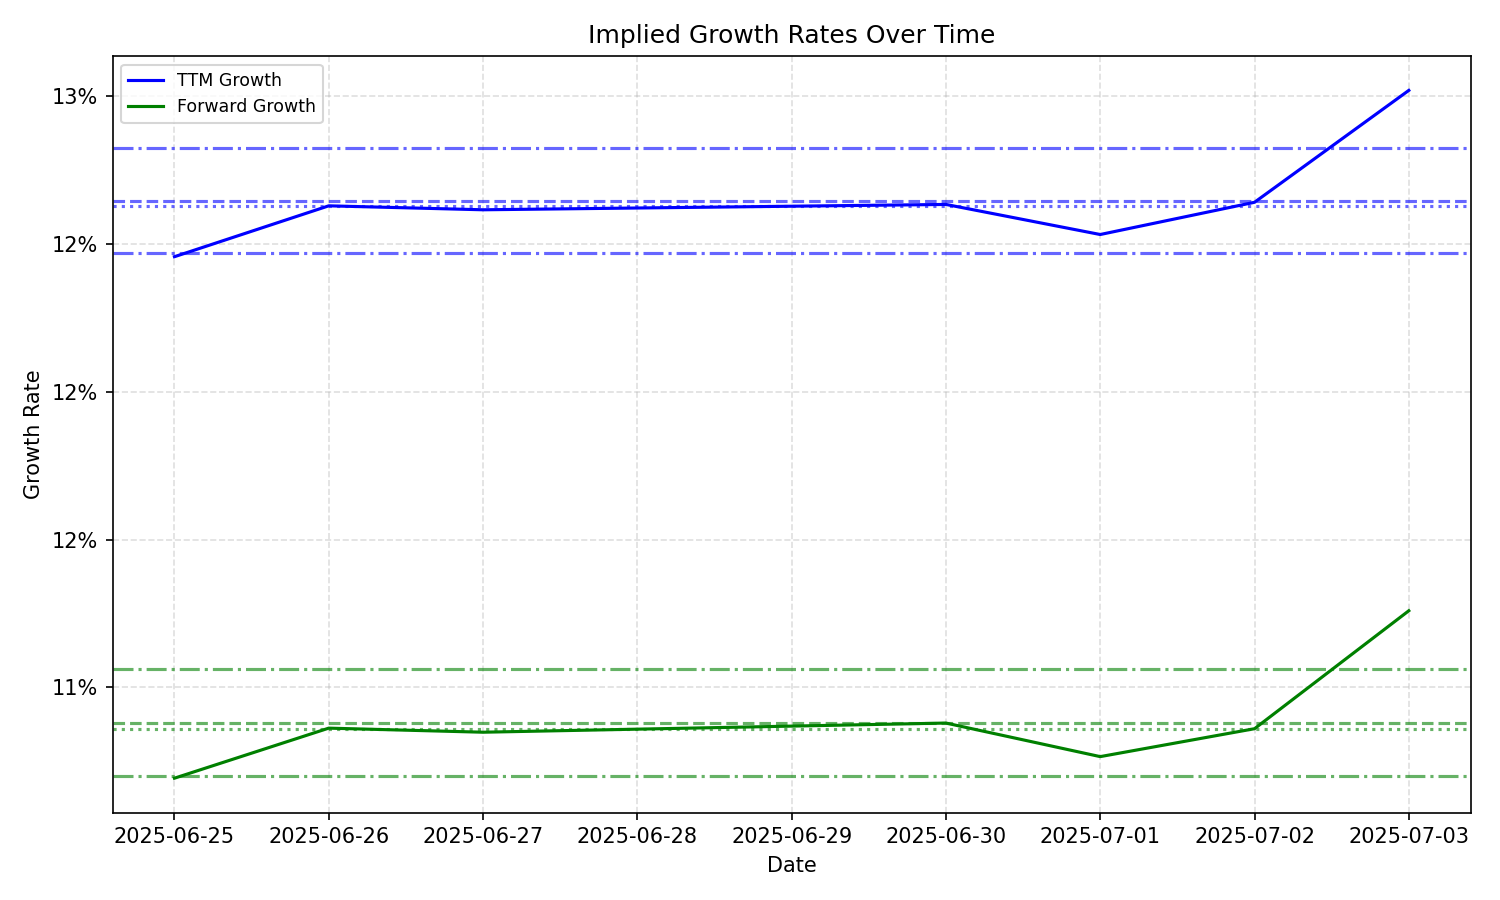 Implied Growth Rates Over Time
TTM Growth
Forward Growth
13%
12%
12%
12%
11%
Growth Rate
2025-06-25
2025-06-26
2025-06-27
2025-06-28
2025-06-29
2025-06-30
2025-07-01
2025-07-02
2025-07-03
Date